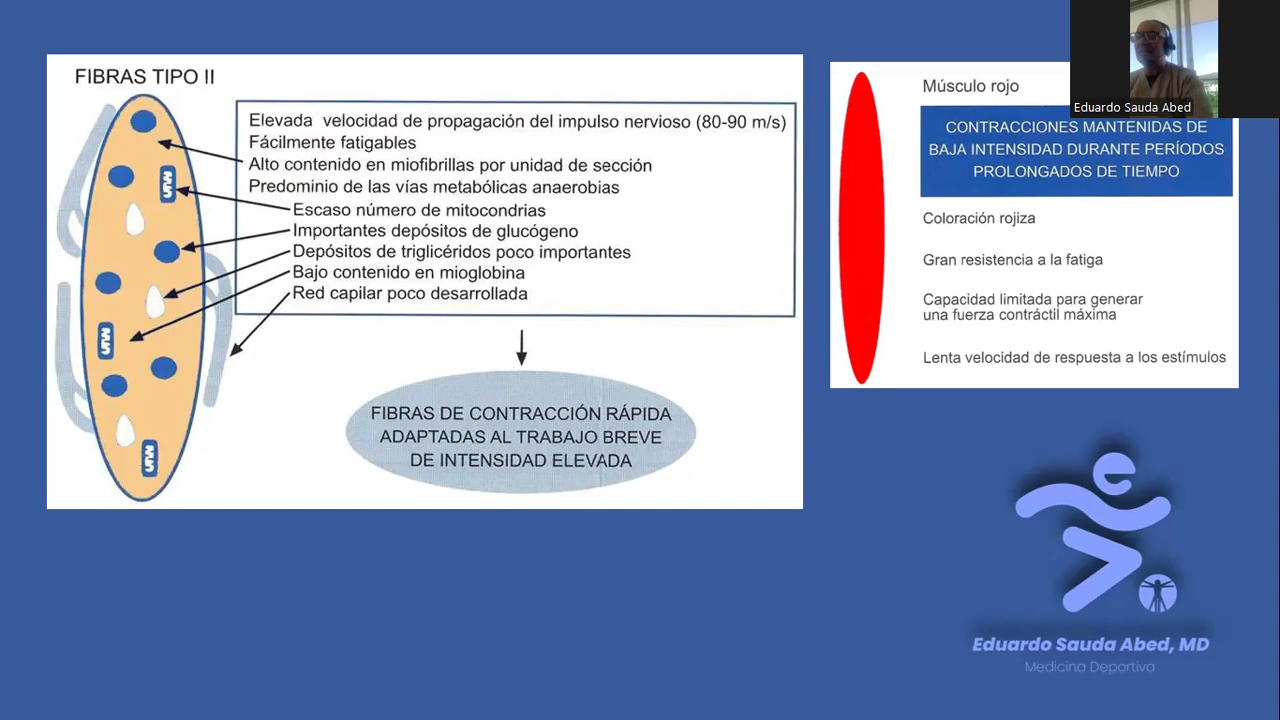 FIBRAS TIPO II
Elevada velocidad de propagación del impulso nervioso (80-90 m/s)
Fácilmente fatigables
Alto contenido en miofibrillas por unidad de sección
Predominio de las vías metabólicas anaerobias
Escaso número de mitocondrias
Importantes depósitos de glucógeno
Depósitos de triglicéridos poco importantes
Bajo contenido en mioglobina
Red capilar poco desarrollada
FIBRAS DE CONTRACCIÓN RÁPIDA
ADAPTADAS AL TRABAJO BREVE
DE INTENSIDAD ELEVADA
Músculo rojo
Eduardo Sauda Abed
CONTRACCIONES MANTENIDAS DE
BAJA INTENSIDAD DURANTE PERÍODOS
PROLONGADOS DE TIEMPO
Coloración rojiza
Gran resistencia a la fatiga
Capacidad limitada para generar
una fuerza contráctil máxima
Lenta velocidad de respuesta a los estímulos
Eduardo Sauda Abed, MD
Medicina Deportiva